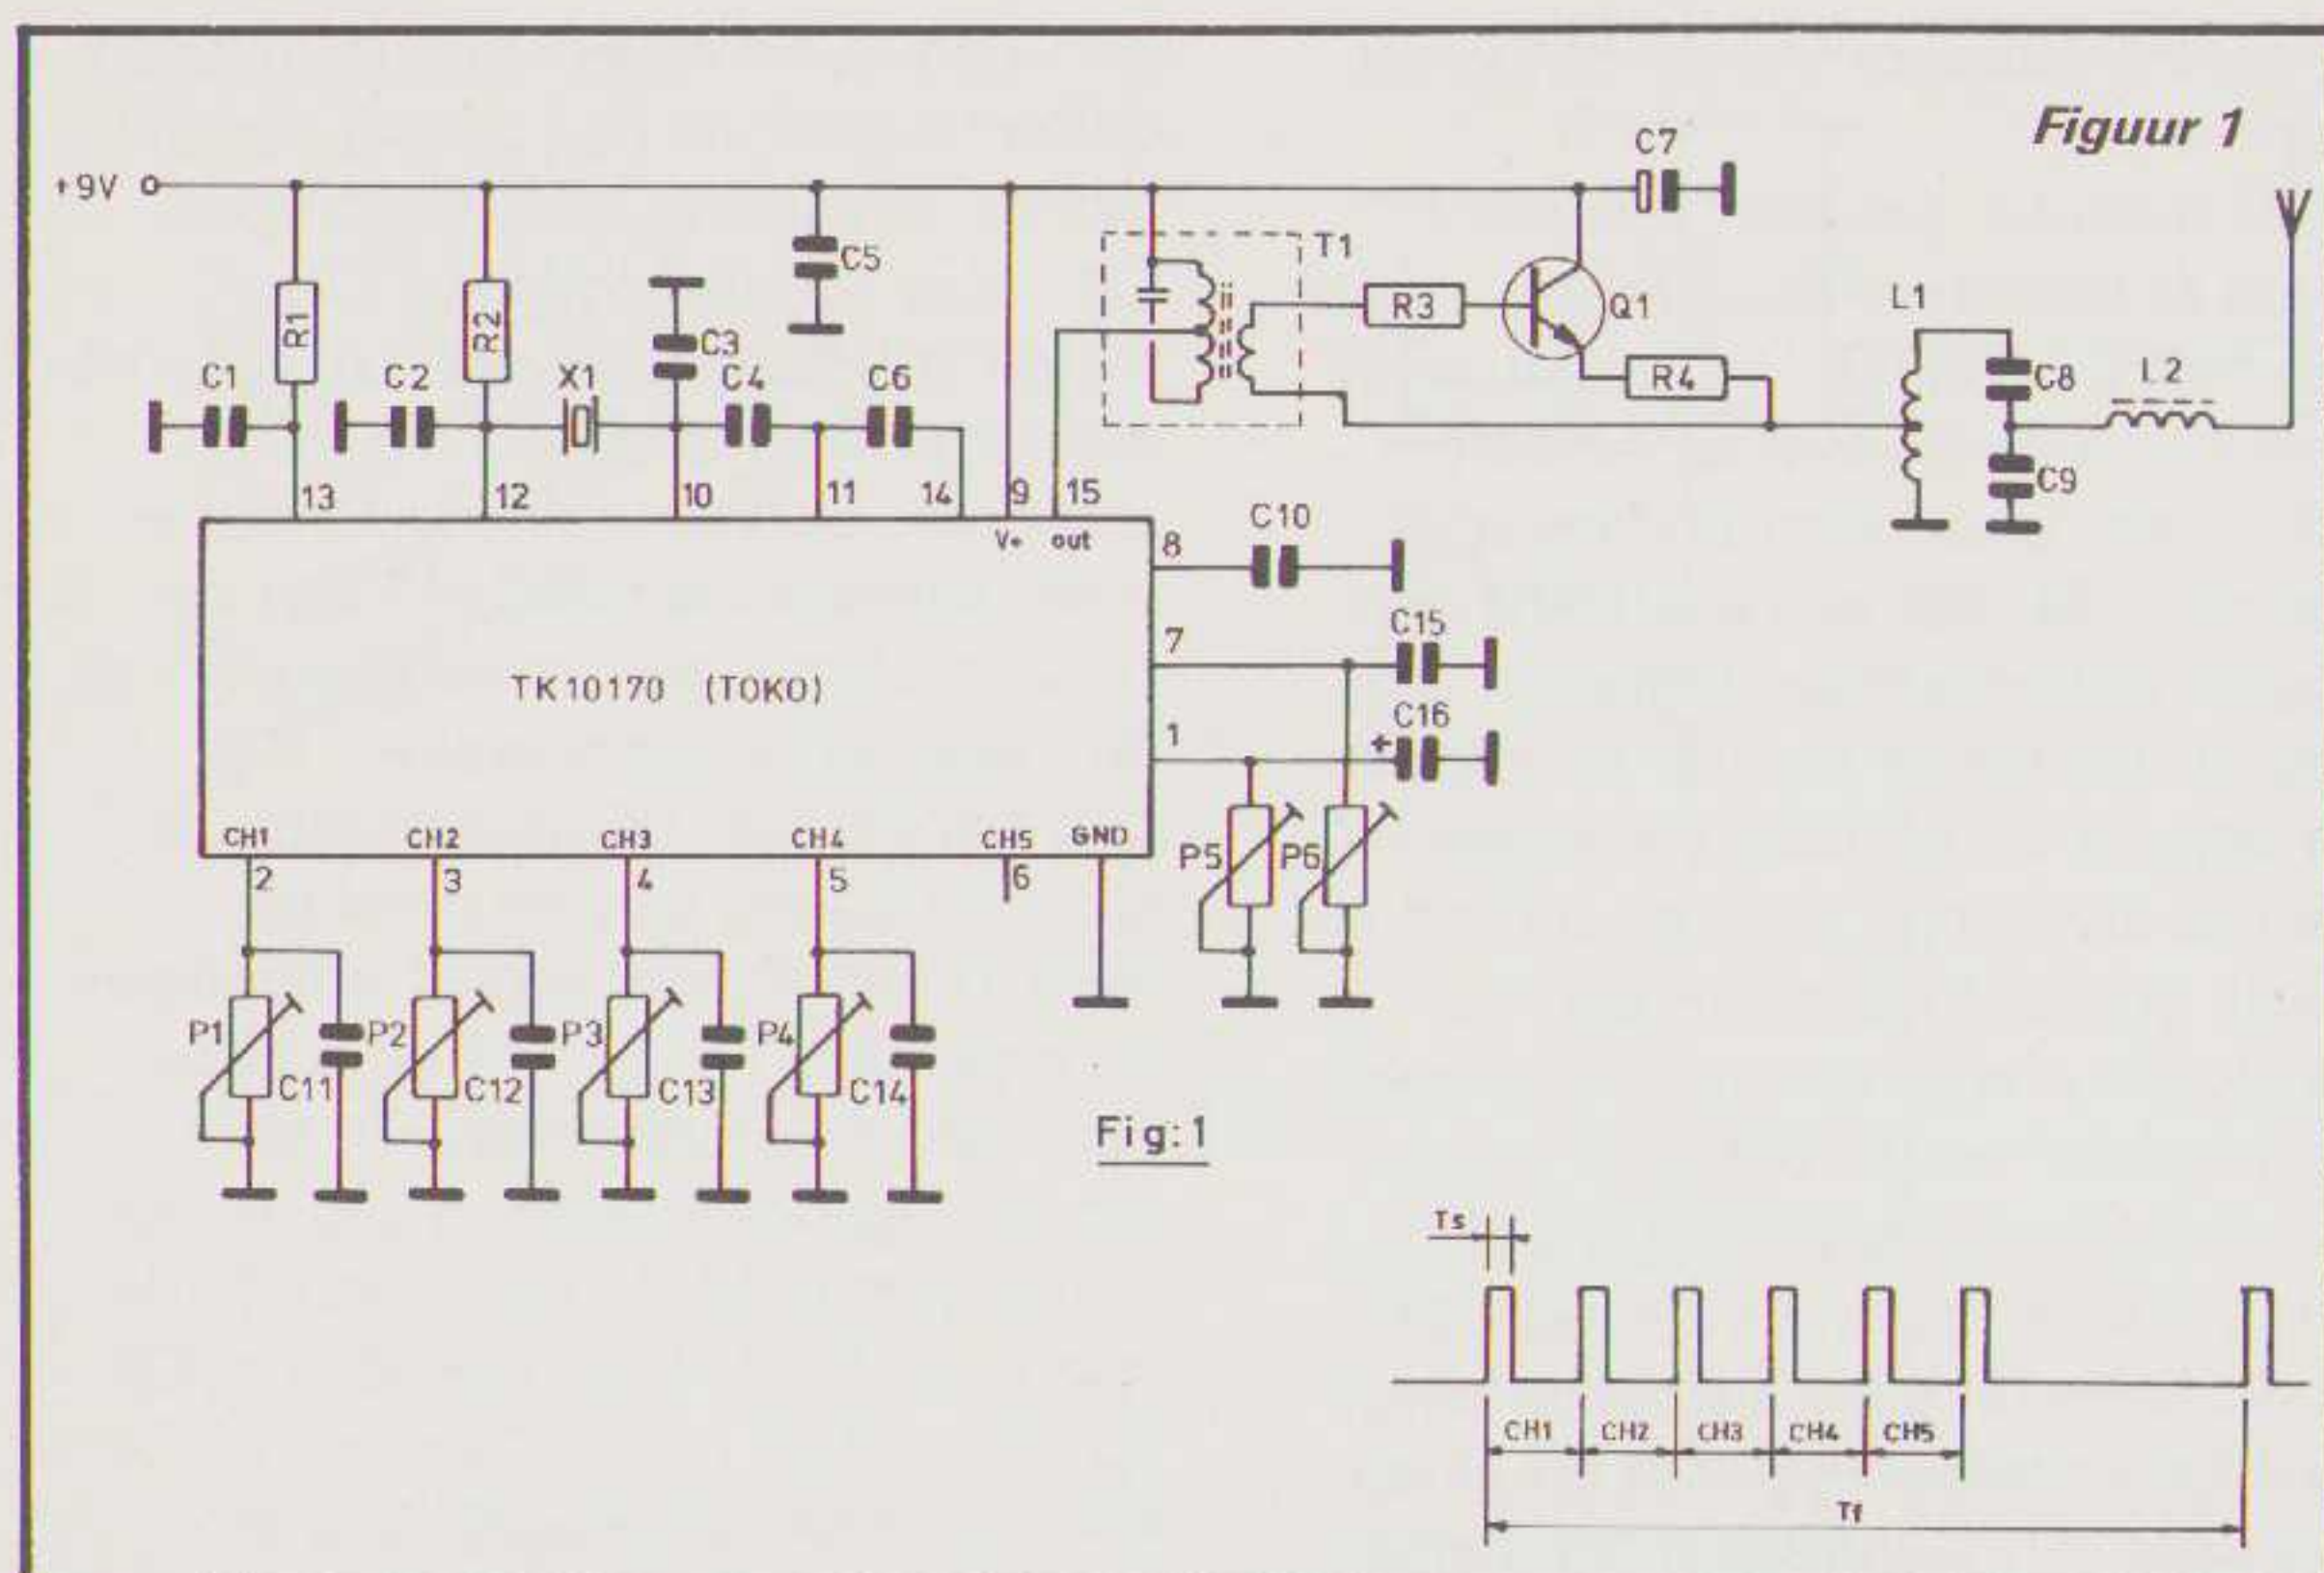 Figuur 1
+9V
C7
T1
C5
R1
R2
R3
Q1
L1
C3
C1
C2
X1
C4
C6
R4
C8
L2
C9
13
12
10
11
14
9
15
V+
out
8
C10
7
C15
TK10170 (TOKO)
1
C16
+
CH1
CH2
CH3
CH4
CH5
GND
2
3
4
5
6
P5
P6
P1
C11
P2
C12
P3
C13
P4
C14
Fig:1
Ts
CH1
CH2
CH3
CH4
CH5
Tf